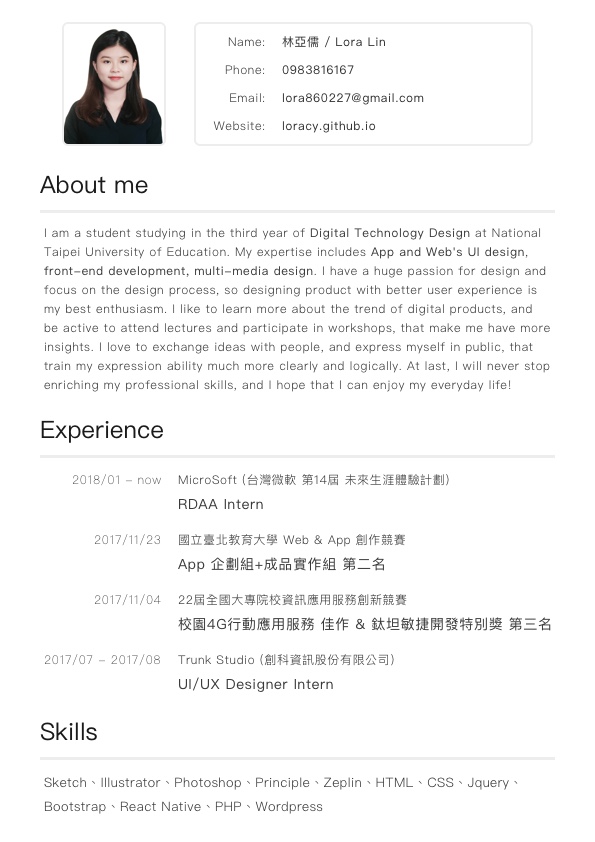 Name: 林亞儒 / Lora Lin
Phone: 0983816167
Email: lora860227@gmail.com
Website: loracy.github.io
About me
I am a student studying in the third year of Digital Technology Design at National
Taipei University of Education. My expertise includes App and Web's UI design,
front-end development, multi-media design. I have a huge passion for design and
focus on the design process, so designing product with better user experience is
my best enthusiasm. I like to learn more about the trend of digital products, and
be active to attend lectures and participate in workshops, that make me have more
insights. I love to exchange ideas with people, and express myself in public, that
train my expression ability much more clearly and logically. At last, I will never stop
enriching my professional skills, and I hope that I can enjoy my everyday life!
Experience
2018/01 - now MicroSoft (台灣微軟 第14屆 未來生涯體驗計劃)
RDAA Intern
2017/11/23 國立臺北教育大學 Web & App 創作競賽
App 企劃組+成品實作組 第二名
2017/11/04 22屆全國大專院校資訊應用服務創新競賽
校園4G行動應用服務 佳作 & 鈦坦敏捷開發特別獎 第三名
2017/07 - 2017/08 Trunk Studio (創科資訊股份有限公司)
UI/UX Designer Intern
Skills
Sketch、Illustrator、Photoshop、Principle、Zeplin、HTML、CSS、Jquery、
Bootstrap、React Native、PHP、Wordpress